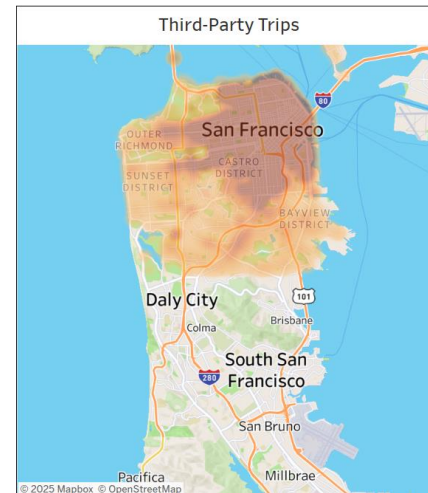 Third-Party Trips
80
San Francisco
OUTER
RICHMOND
CASTRO
DISTRICT
SUNSET
DISTRICT
BAYVIEW
DISTRICT
Daly City
101
Colma
Brisbane
South San
Francisco
280
San Bruno
Pacifica
Millbrae
© 2025 Mapbox © OpenStreetMap